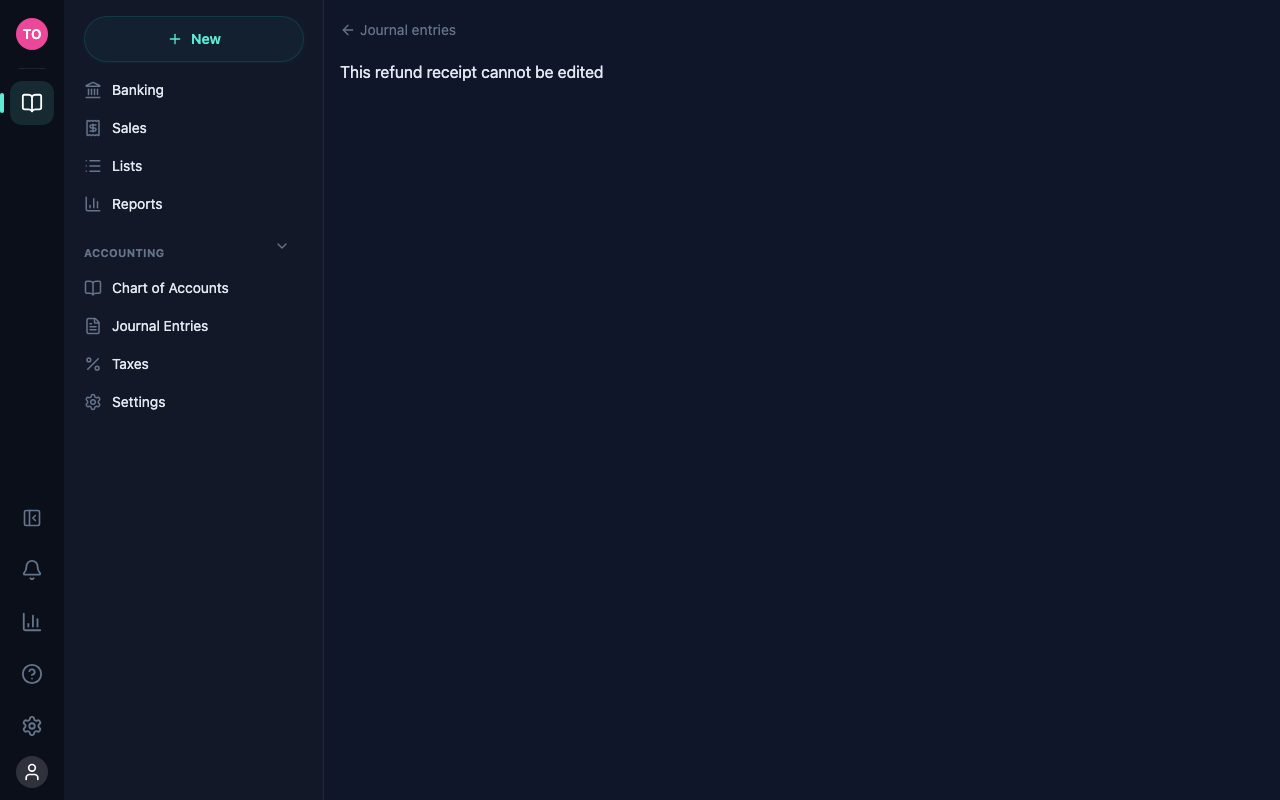 TO
New
Banking
Sales
Lists
Reports
ACCOUNTING
Chart of Accounts
Journal Entries
Taxes
Settings
Journal entries
This refund receipt cannot be edited